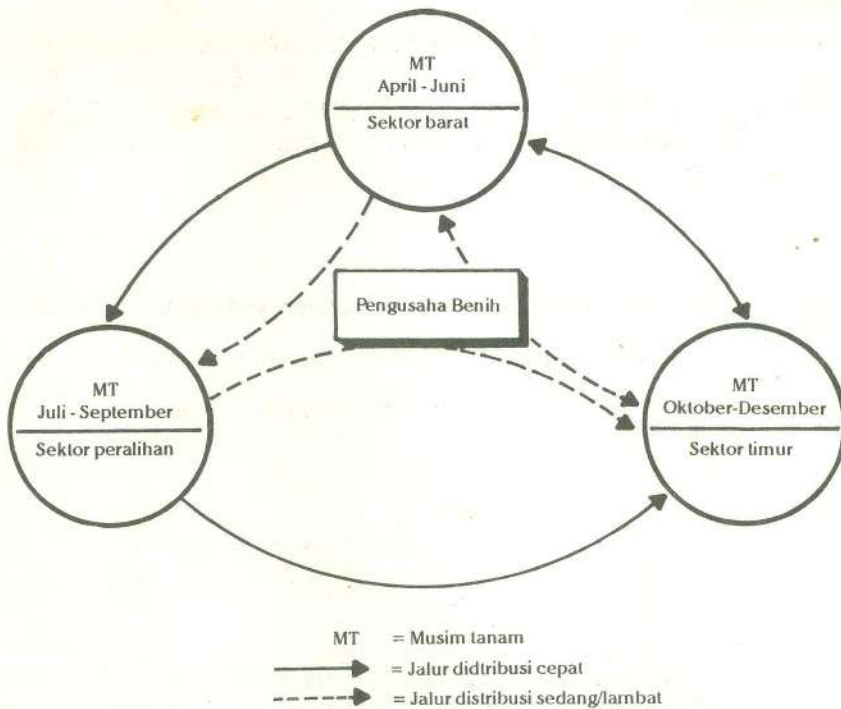 MT
April - Juni
Sektor barat
Pengusaha Benih
MT
Juli - September
Sektor peralihan
MT
Oktober-Desember
Sektor timur
MT = Musim tanam
= Jalur didtribusi cepat
= Jalur distribusi sedang/lambat